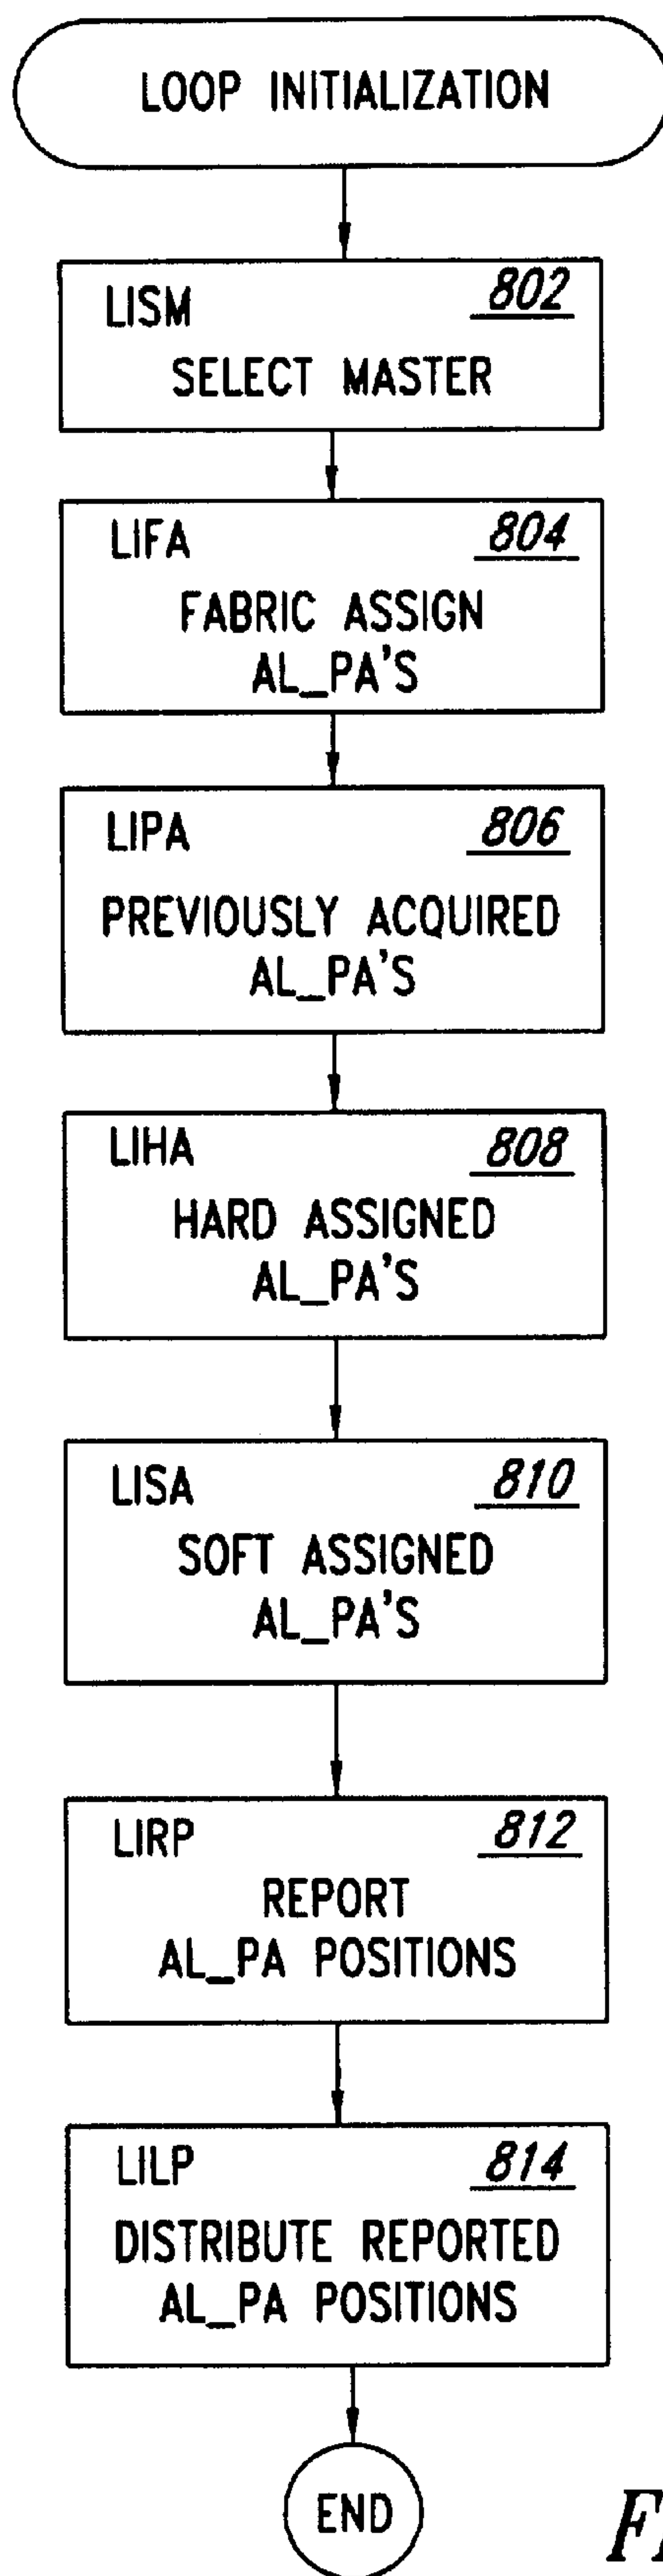 LOOP INITIALIZATION
LISM 802
SELECT MASTER
LIFA 804
FABRIC ASSIGN
AL_PA'S
LIPA 806
PREVIOUSLY ACQUIRED
AL_PA'S
LIHA 808
HARD ASSIGNED
AL_PA'S
LISA 810
SOFT ASSIGNED
AL_PA'S
LIRP 812
REPORT
AL_PA POSITIONS
LILP 814
DISTRIBUTE REPORTED
AL_PA POSITIONS
END